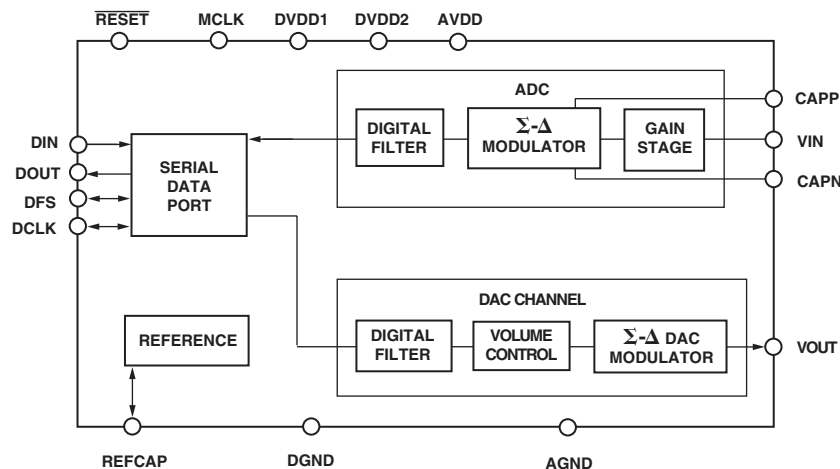 RESET MCLK DVDD1 DVDD2 AVDD
ADC
CAPP
DIGITAL
FILTER
Σ-Δ
MODULATOR
GAIN
STAGE
VIN
CAPN
DIN
DOUT
DFS
DCLK
SERIAL
DATA
PORT
DAC CHANNEL
REFERENCE
DIGITAL
FILTER
VOLUME
CONTROL
Σ-Δ DAC
MODULATOR
VOUT
REFCAP DGND AGND